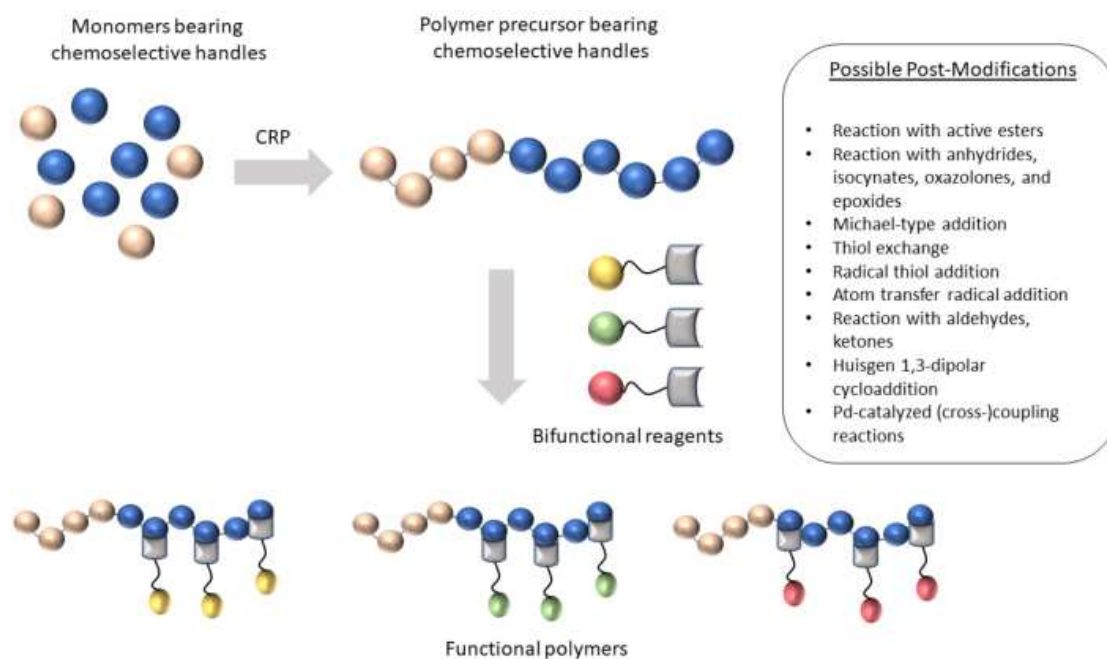 Monomers bearing
chemoselective handles
Polymer precursor bearing
chemoselective handles
CRP
Bifunctional reagents
Possible Post-Modifications
• Reaction with active esters
• Reaction with anhydrides,
isocynates, oxazolones, and
epoxides
• Michael-type addition
• Thiol exchange
• Radical thiol addition
• Atom transfer radical addition
• Reaction with aldehydes,
ketones
• Huisgen 1,3-dipolar
cycloaddition
• Pd-catalyzed (cross-)coupling
reactions
Functional polymers